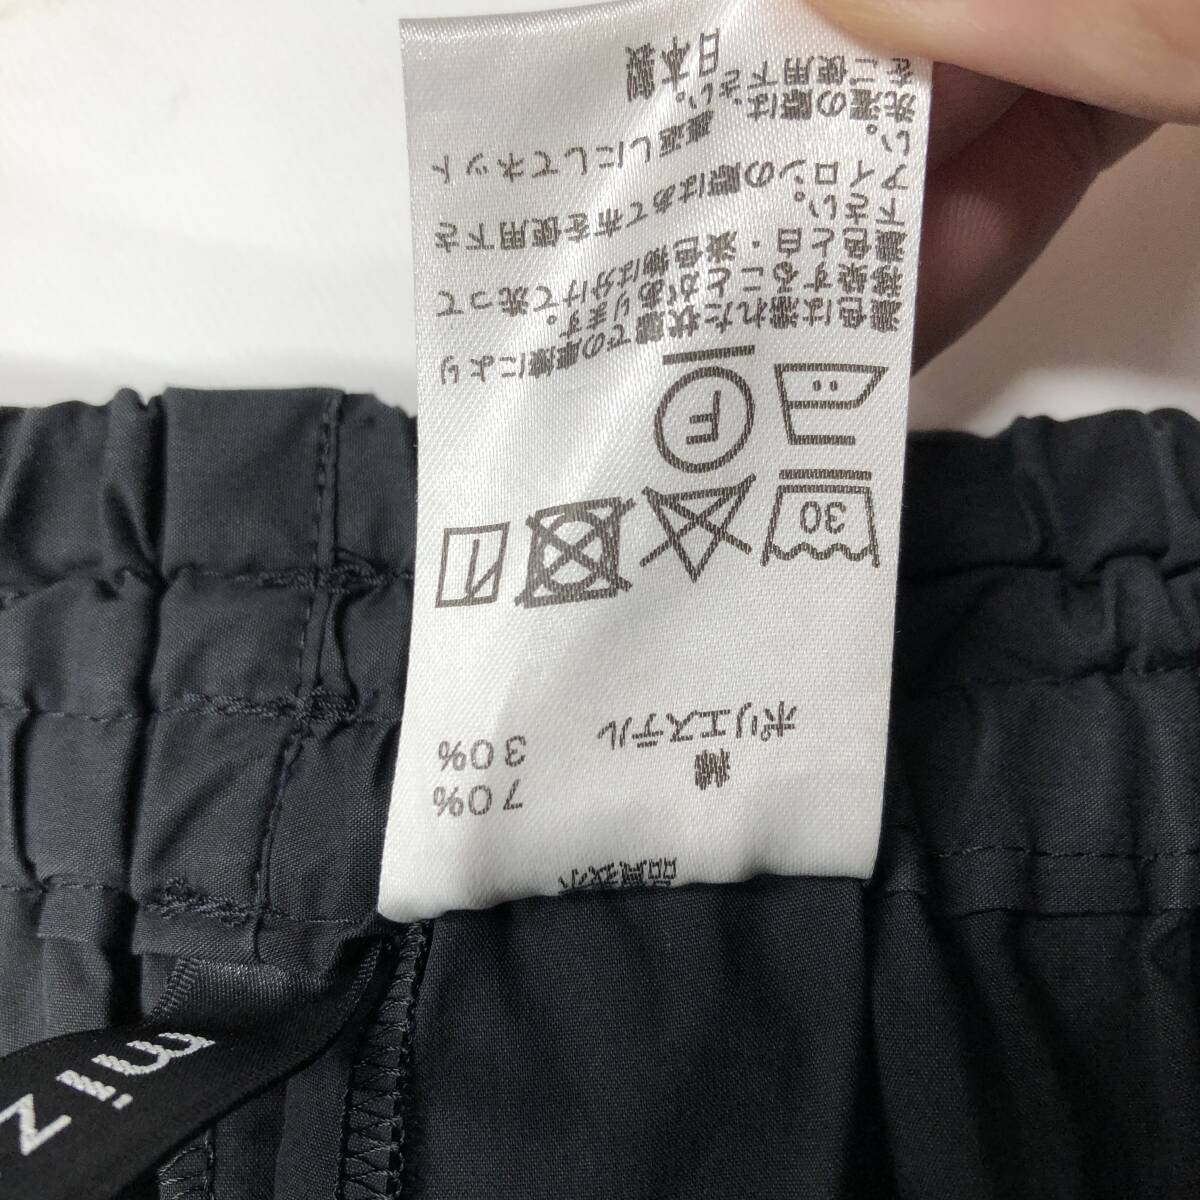 品質表示
綿 70%
ポリエステル 30%
30
F
濃色は濡れた状態での摩擦により
移染することがあります。
濃色と白・淡色物は分けて洗って
下さい。
アイロンの際はあて布を使用下さ
い。
洗濯の際は、裏返しにしてネット
をご使用下さい。
日本製
miz